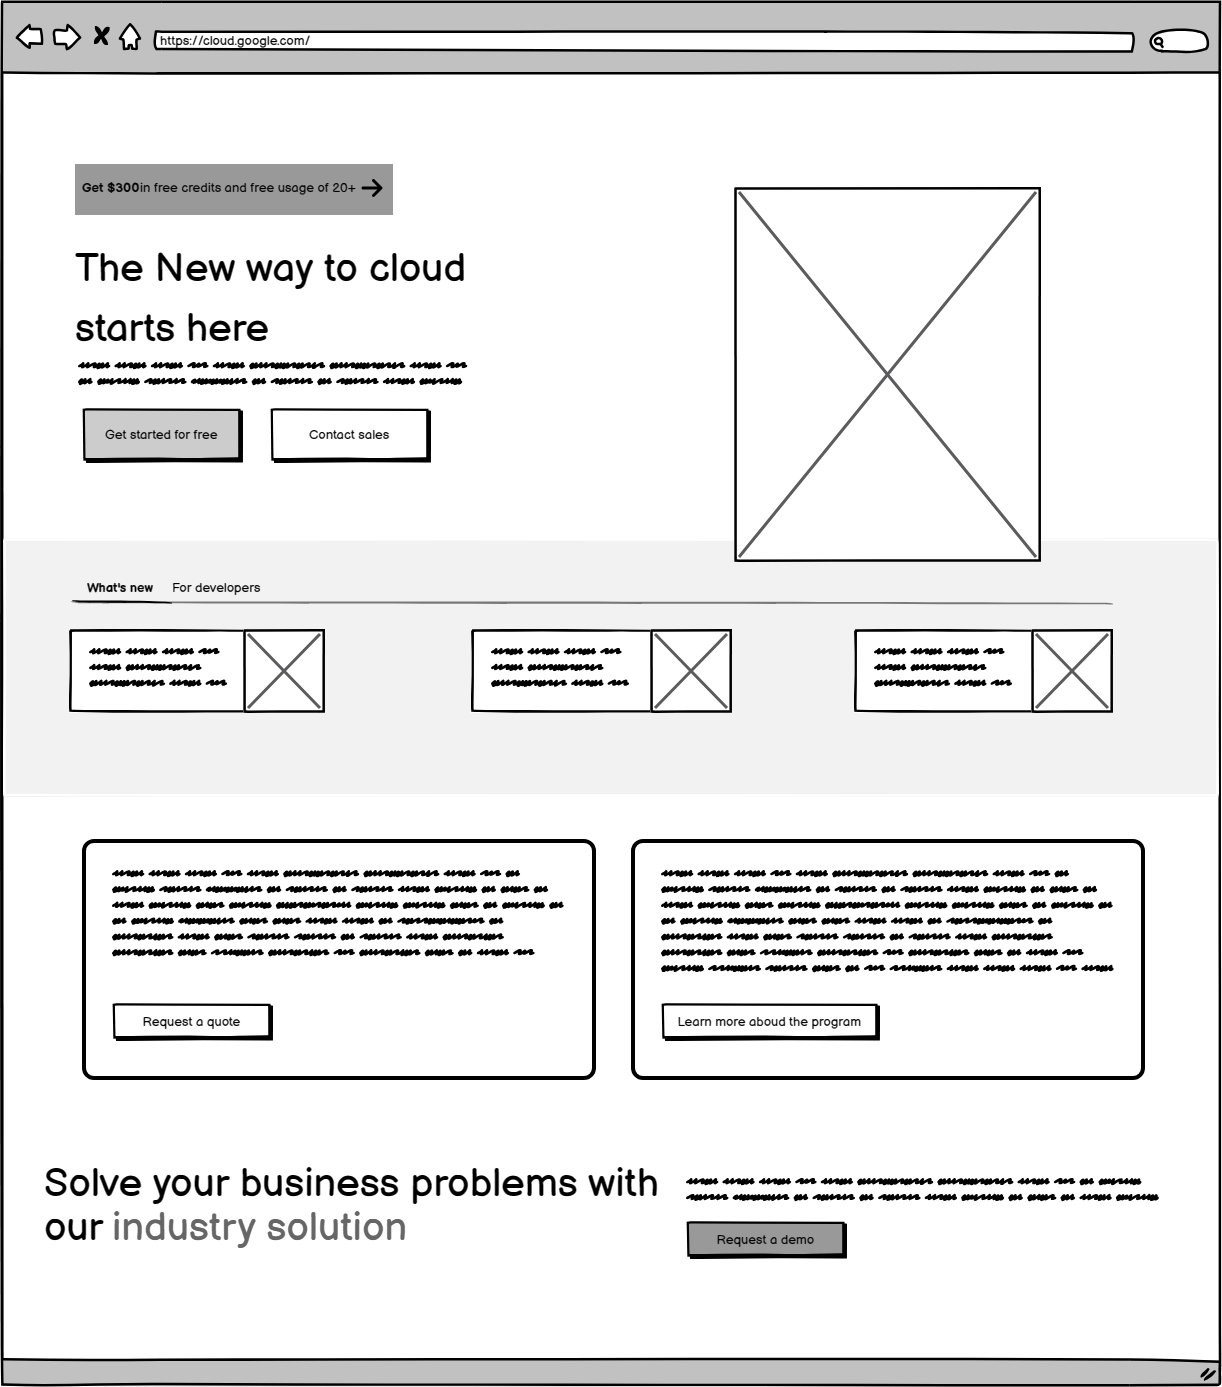 https://cloud.google.com/
Get $300in free credits and free usage of 20+
The New way to cloud
starts here
Get started for free
Contact sales
What's new
For developers
Request a quote
Learn more aboud the program
Solve your business problems with
our industry solution
Request a demo